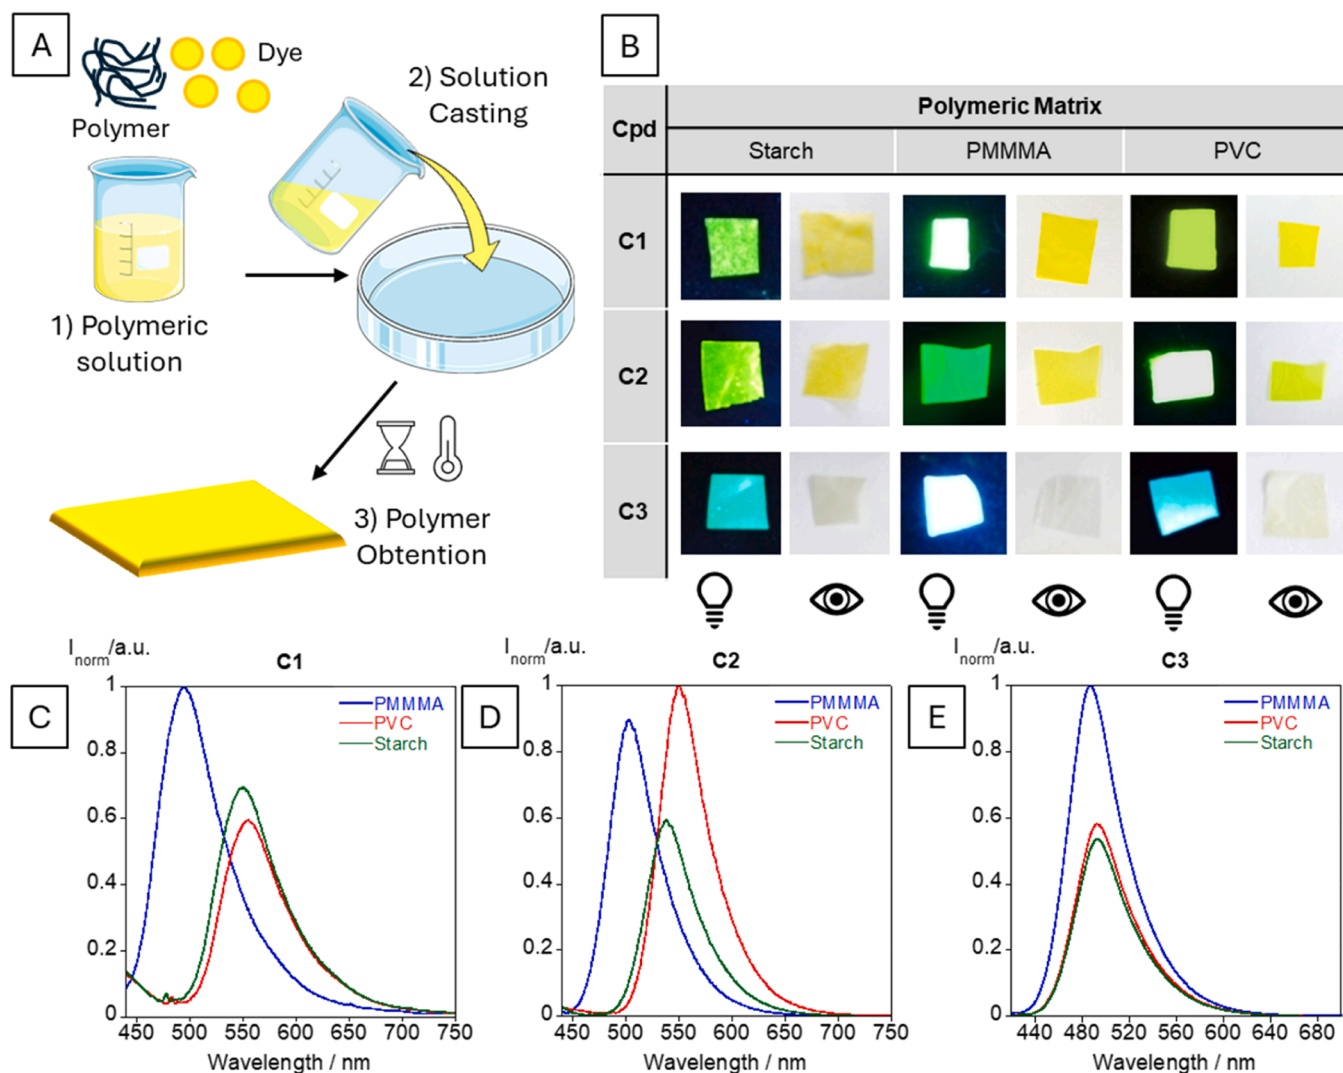 A
Dye
Polymer
2) Solution
Casting
1) Polymeric
solution
3) Polymer
Obtention
B
Cpd
Polymeric Matrix
Starch PMMMA PVC
C1
C2
C3
C
I_norm/a.u.
C1
PMMMA
PVC
Starch
1
0.8
0.6
0.4
0.2
0
450 500 550 600 650 700 750
Wavelength / nm
D
I_norm/a.u.
C2
PMMMA
PVC
Starch
1
0.8
0.6
0.4
0.2
0
450 500 550 600 650 700 750
Wavelength / nm
E
I_norm/a.u.
C3
PMMMA
PVC
Starch
1
0.8
0.6
0.4
0.2
0
440 480 520 560 600 640 680
Wavelength / nm